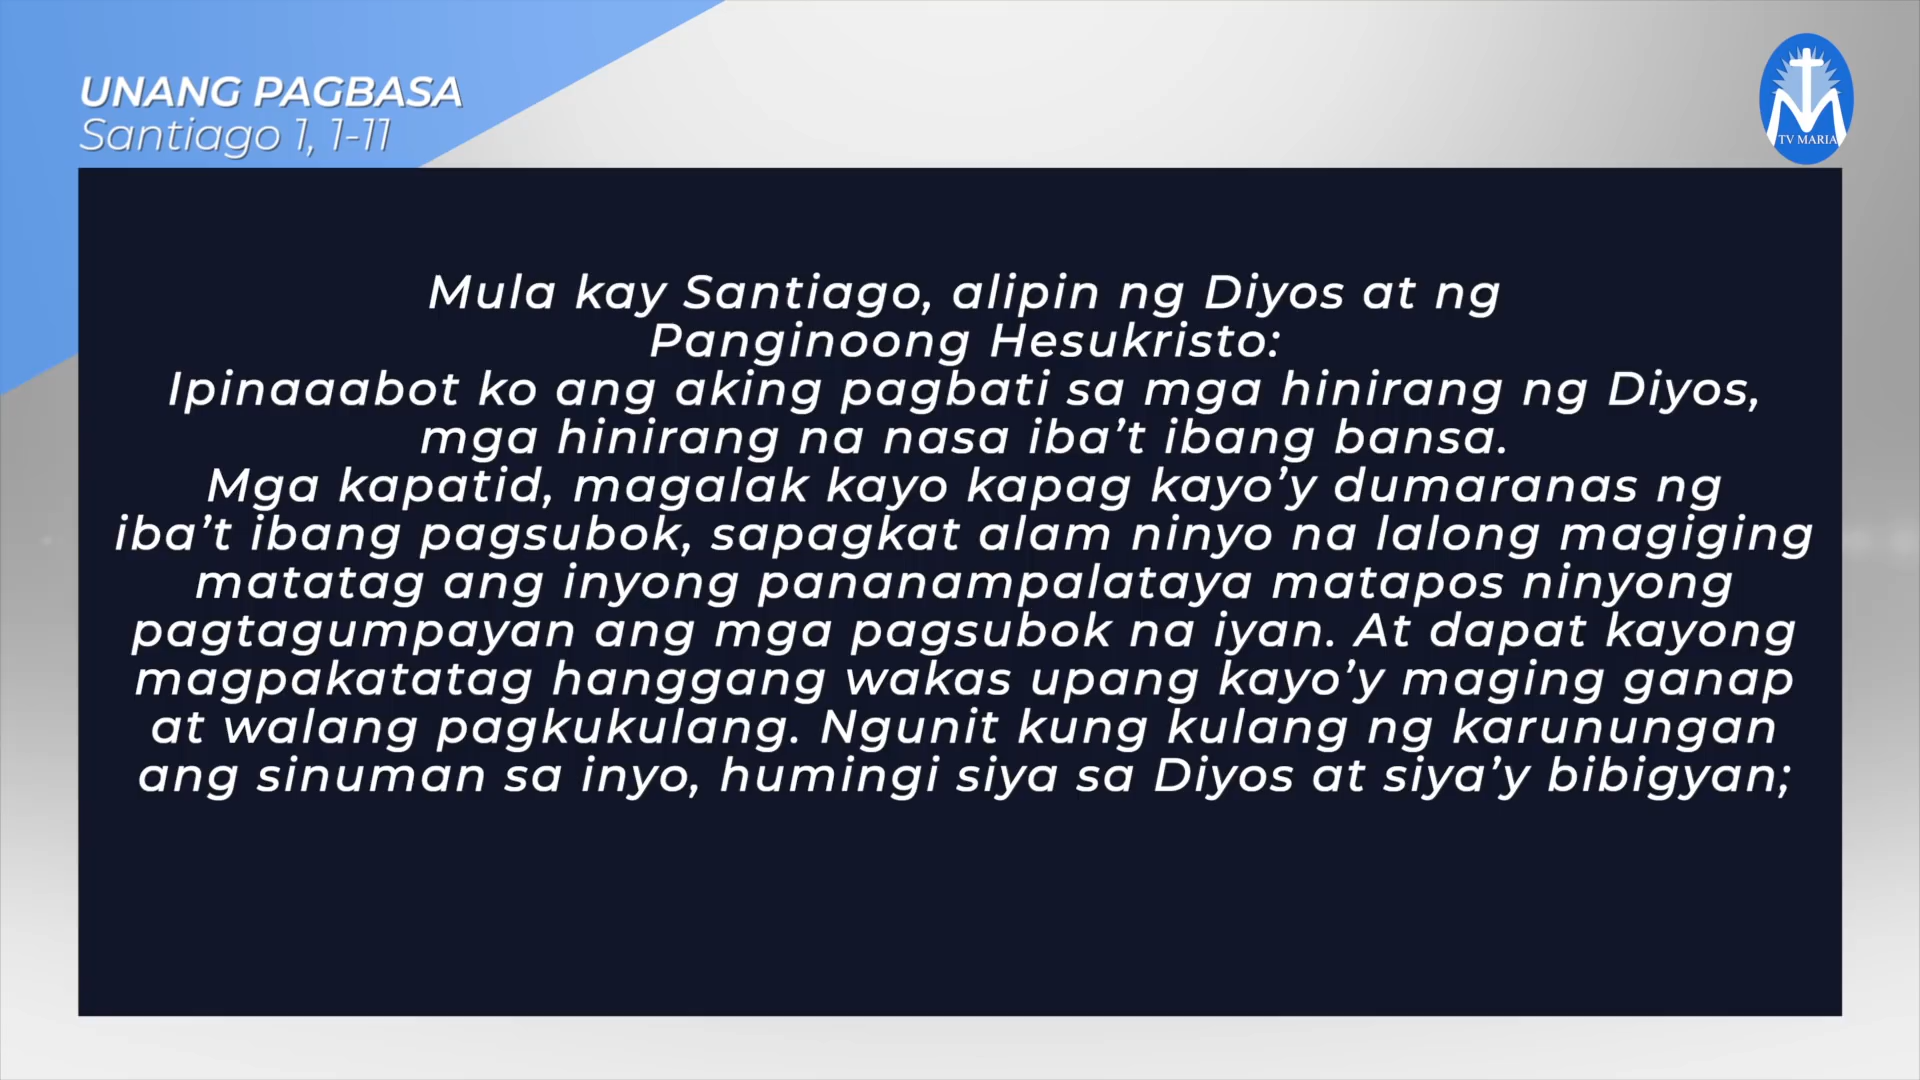 UNANG PAGBASA
Santiago 1, 1-11
TV MARIA
Mula kay Santiago, alipin ng Diyos at ng
Panginoong Hesukristo:
Ipinaaabot ko ang aking pagbati sa mga hinirang ng Diyos,
mga hinirang na nasa iba’t ibang bansa.
Mga kapatid, magalak kayo kapag kayo’y dumaranas ng
iba’t ibang pagsubok, sapagkat alam ninyo na lalong magiging
matatag ang inyong pananampalataya matapos ninyong
pagtagumpayan ang mga pagsubok na iyan. At dapat kayong
magpakatatag hanggang wakas upang kayo’y maging ganap
at walang pagkukulang. Ngunit kung kulang ng karunungan
ang sinuman sa inyo, humingi siya sa Diyos at siya’y bibigyan;